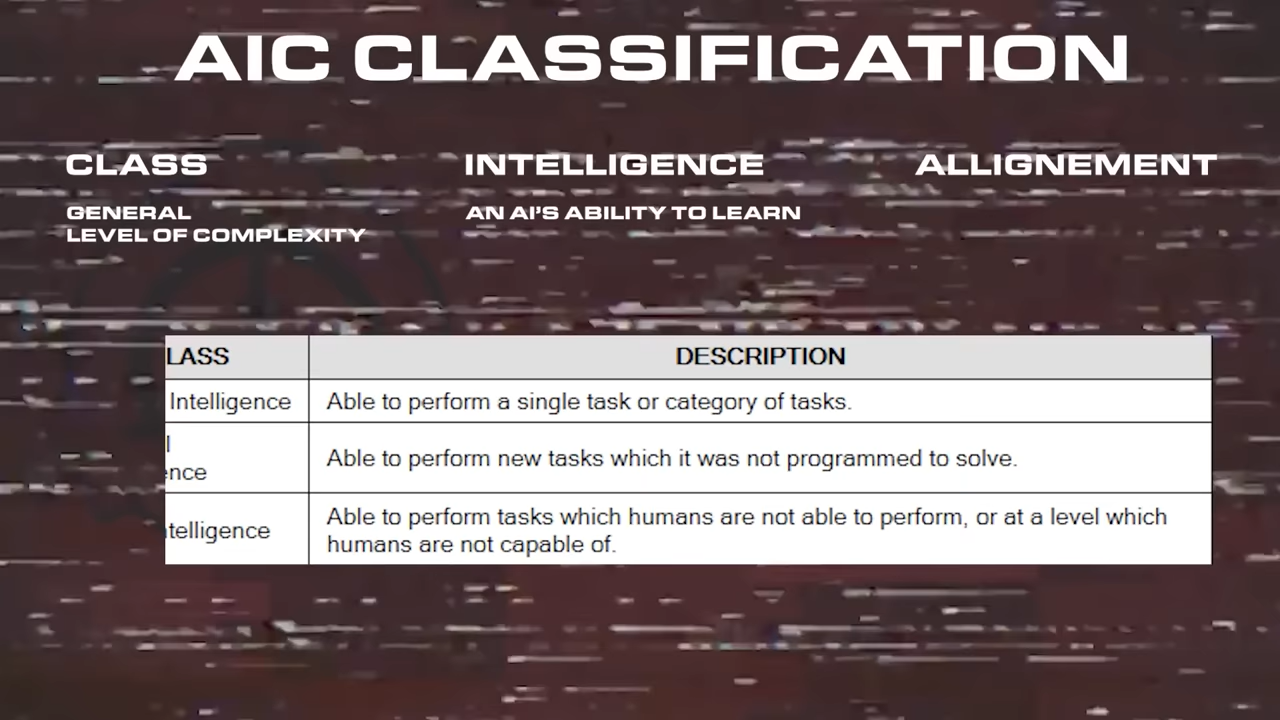 AIC CLASSIFICATION
CLASS
INTELLIGENCE
ALLIGNEMENT
GENERAL
LEVEL OF COMPLEXITY
AN AI'S ABILITY TO LEARN
LASS
DESCRIPTION
Intelligence
Able to perform a single task or category of tasks.
l
ence
Able to perform new tasks which it was not programmed to solve.
ntelligence
Able to perform tasks which humans are not able to perform, or at a level which
humans are not capable of.